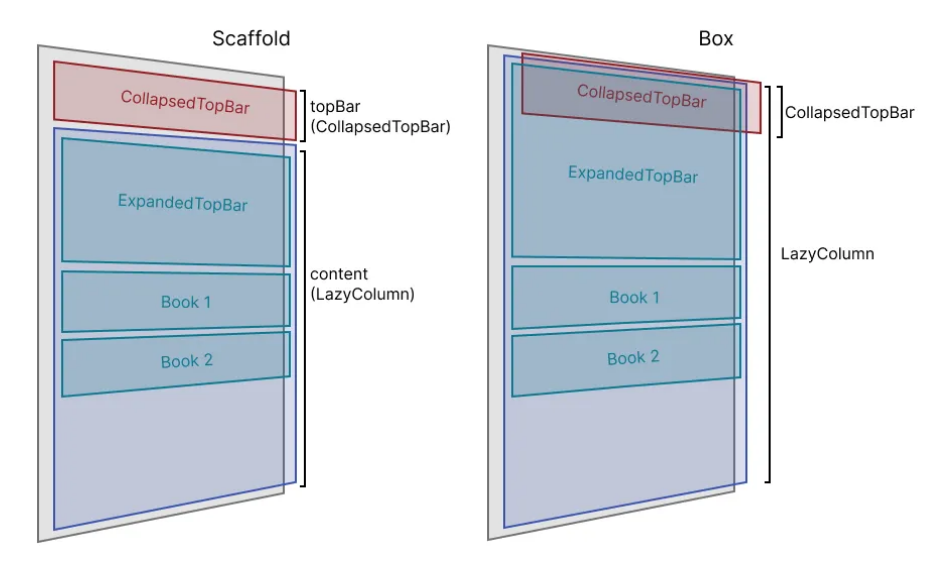 Scaffold
CollapsedTopBar
topBar
(CollapsedTopBar)
ExpandedTopBar
content
(LazyColumn)
Book 1
Book 2
Box
CollapsedTopBar
CollapsedTopBar
ExpandedTopBar
LazyColumn
Book 1
Book 2